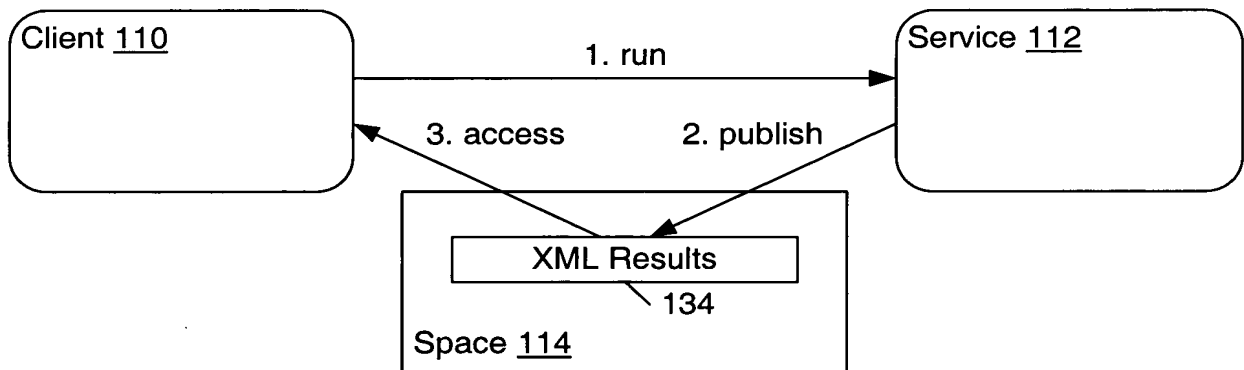 Client 110
Service 112
1. run
3. access
2. publish
XML Results
134
Space 114